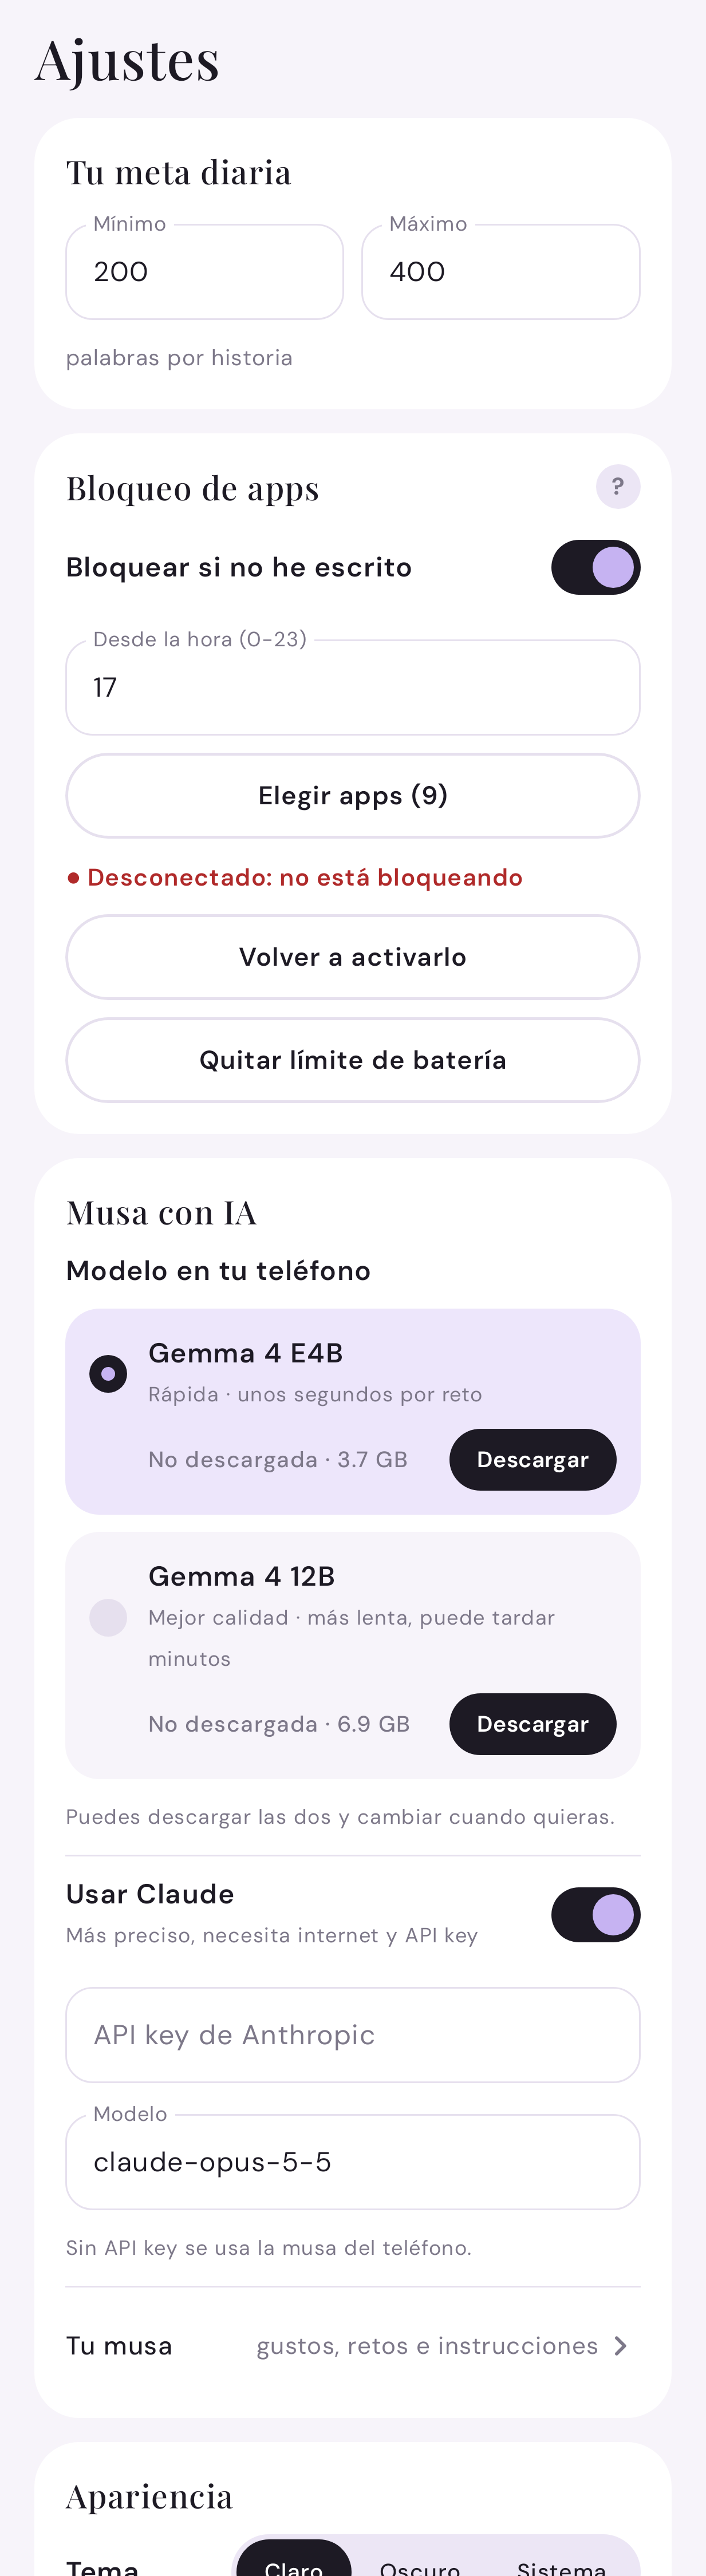 Ajustes
Tu meta diaria
Mínimo
Máximo
200
400
palabras por historia
Bloqueo de apps
?
Bloquear si no he escrito
Desde la hora (0-23)
17
Elegir apps (9)
Desconectado: no está bloqueando
Volver a activarlo
Quitar límite de batería
Musa con IA
Modelo en tu teléfono
Gemma 4 E4B
Rápida · unos segundos por reto
No descargada · 3.7 GB
Descargar
Gemma 4 12B
Mejor calidad · más lenta, puede tardar
minutos
No descargada · 6.9 GB
Descargar
Puedes descargar las dos y cambiar cuando quieras.
Usar Claude
Más preciso, necesita internet y API key
API key de Anthropic
Modelo
claude-opus-5-5
Sin API key se usa la musa del teléfono.
Tu musa
gustos, retos e instrucciones
Apariencia
Tema
Claro
Oscuro
Sistema